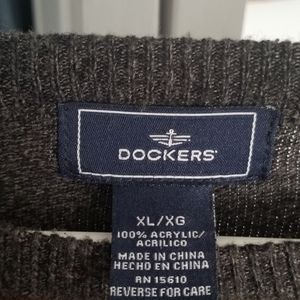 DOCKERS®
XL/XG
100% ACRYLIC/
ACRILICO
MADE IN CHINA
HECHO EN CHINA
RN 15610
REVERSE FOR CARE